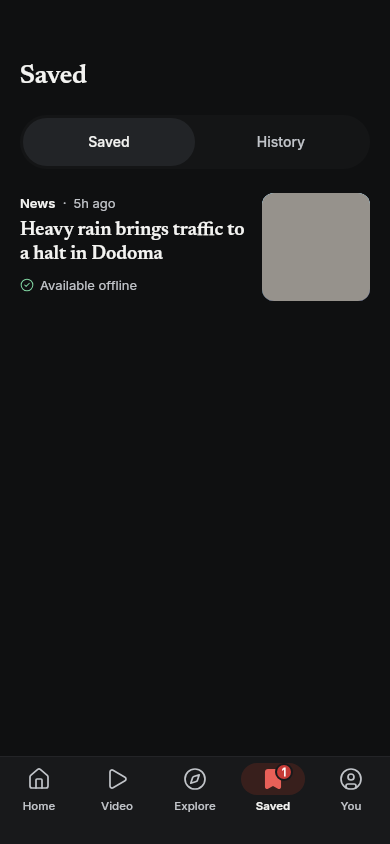 Saved
Saved
History
News · 5h ago
Heavy rain brings traffic to
a halt in Dodoma
Available offline
1
Home
Video
Explore
Saved
You